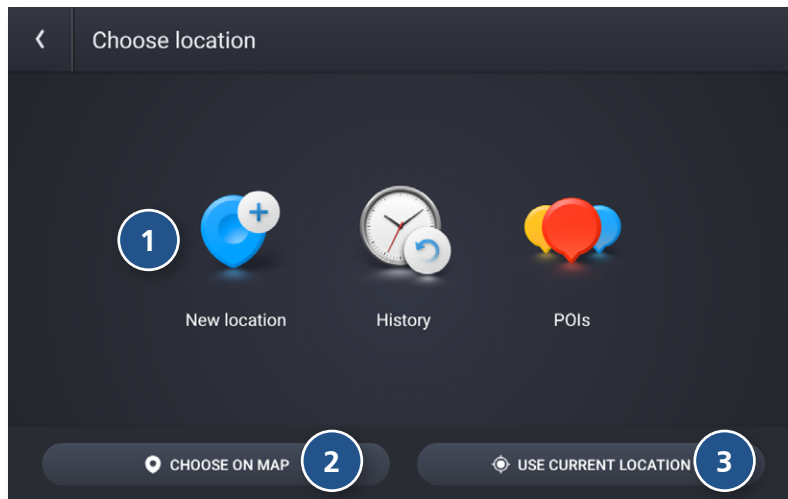 Choose location
1
New location
History
POIs
CHOOSE ON MAP
2
USE CURRENT LOCATION
3